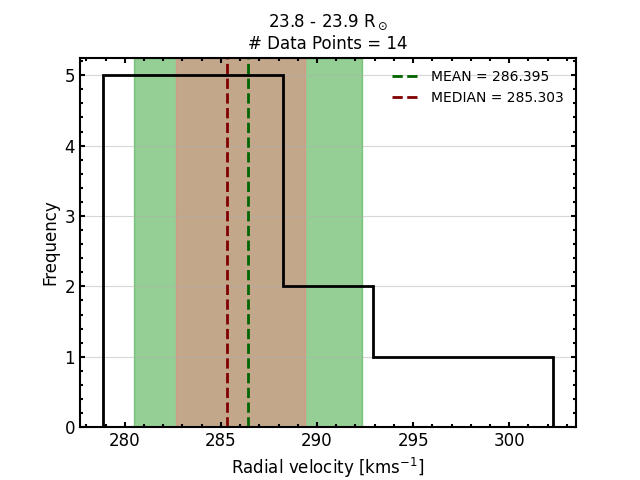 23.8 - 23.9 R⊙
# Data Points = 14
MEAN = 286.395
MEDIAN = 285.303
Frequency
5
4
3
2
1
0
280 285 290 295 300
Radial velocity [kms⁻¹]